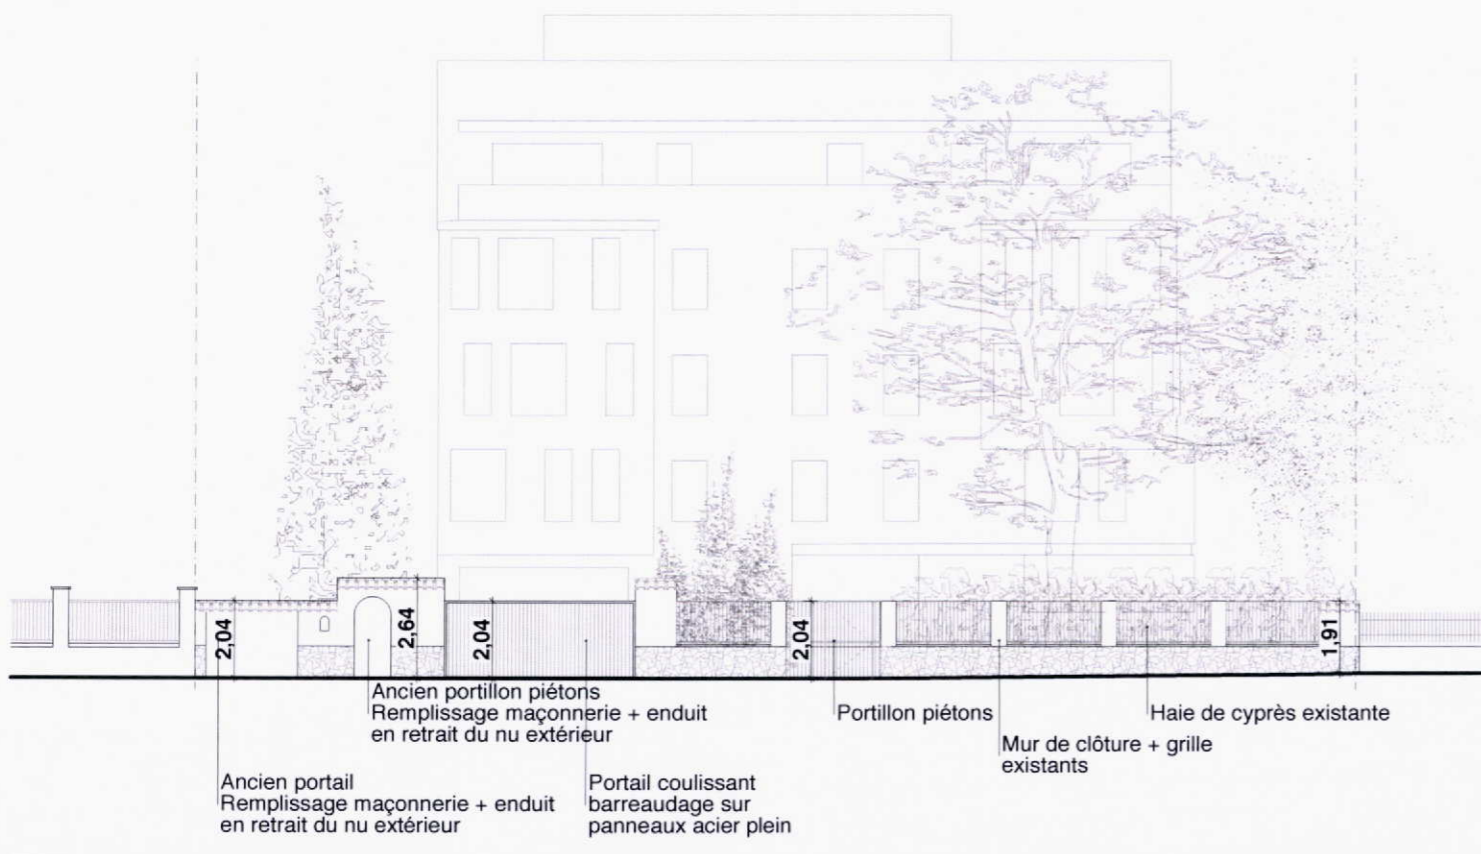 2,04
2,64
2,04
2,04
1,91
Ancien portillon piétons
Remplissage maçonnerie + enduit
en retrait du nu extérieur
Portillon piétons
Haie de cyprès existante
Mur de clôture + grille
existants
Ancien portail
Remplissage maçonnerie + enduit
en retrait du nu extérieur
Portail coulissant
barreaudage sur
panneaux acier plein